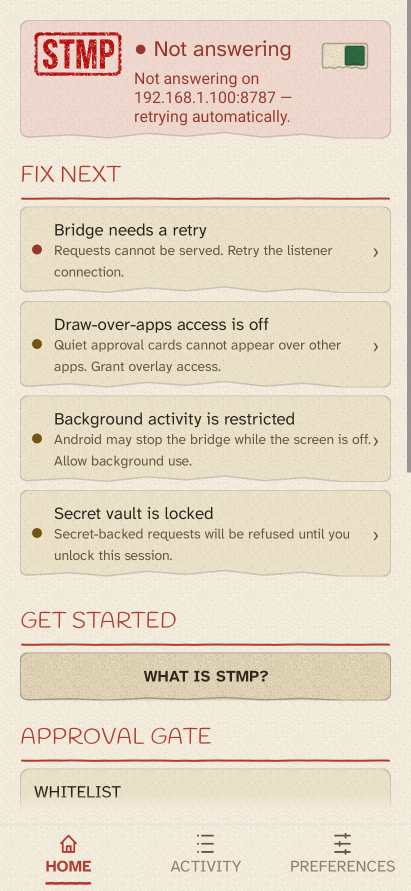 STMP
● Not answering
Not answering on
192.168.1.100:8787 —
retrying automatically.
FIX NEXT
Bridge needs a retry
Requests cannot be served. Retry the listener
connection.
Draw-over-apps access is off
Quiet approval cards cannot appear over other
apps. Grant overlay access.
Background activity is restricted
Android may stop the bridge while the screen is off.
Allow background use.
Secret vault is locked
Secret-backed requests will be refused until you
unlock this session.
GET STARTED
WHAT IS STMP?
APPROVAL GATE
WHITELIST
HOME
ACTIVITY
PREFERENCES